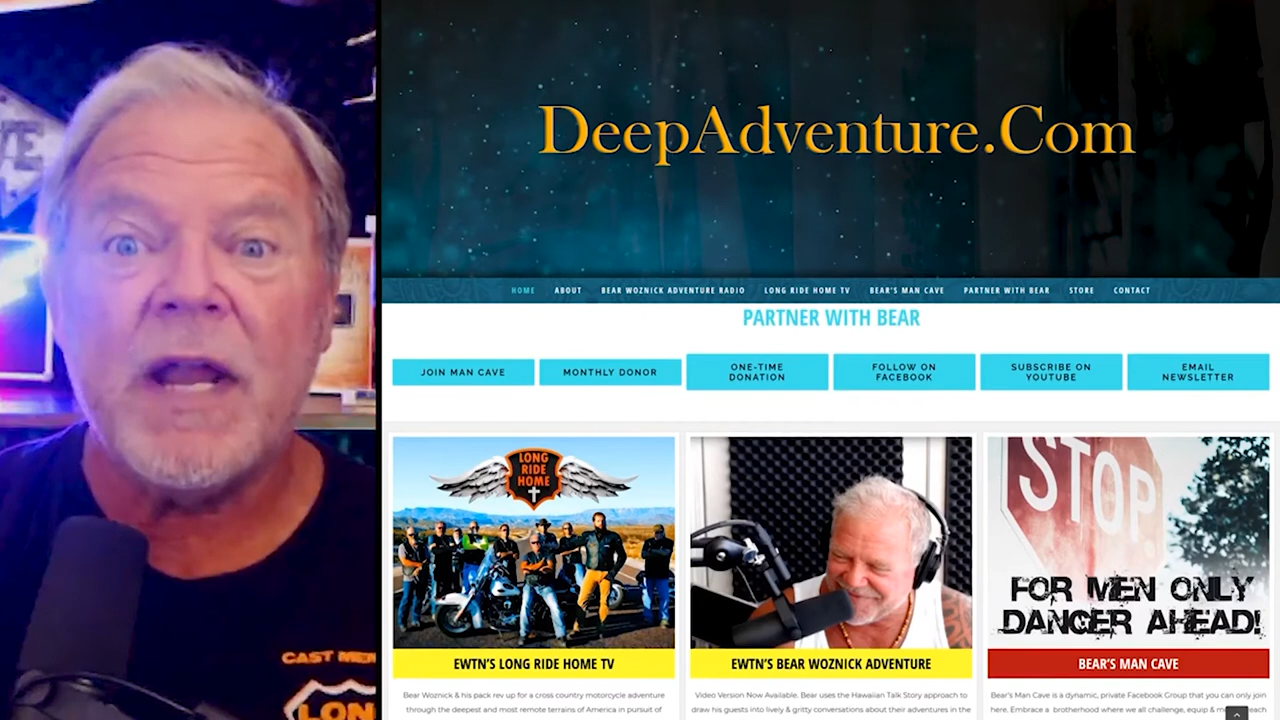 DeepAdventure.Com
HOME ABOUT BEAR WOZNICK ADVENTURE RADIO LONG RIDE HOME TV BEAR'S MAN CAVE PARTNER WITH BEAR STORE CONTACT
PARTNER WITH BEAR
JOIN MAN CAVE
MONTHLY DONOR
ONE-TIME
DONATION
FOLLOW ON
FACEBOOK
SUBSCRIBE ON
YOUTUBE
EMAIL
NEWSLETTER
LONG
RIDE
HOME
EWTN'S LONG RIDE HOME TV
Bear Woznick & his pack rev up for a cross country motorcycle adventure
through the deepest and most remote terrains of America in pursuit of
EWTN'S BEAR WOZNICK ADVENTURE
Video Version Now Available. Bear uses the Hawaiian Talk Story approach to
draw his guests into lively & gritty conversations about their adventures in the
STOP
FOR MEN ONLY
DANGER AHEAD!
BEAR'S MAN CAVE
Bear's Man Cave is a dynamic, private Facebook Group that you can only join
here. Embrace a brotherhood where we all challenge, equip & each
CAST
LON